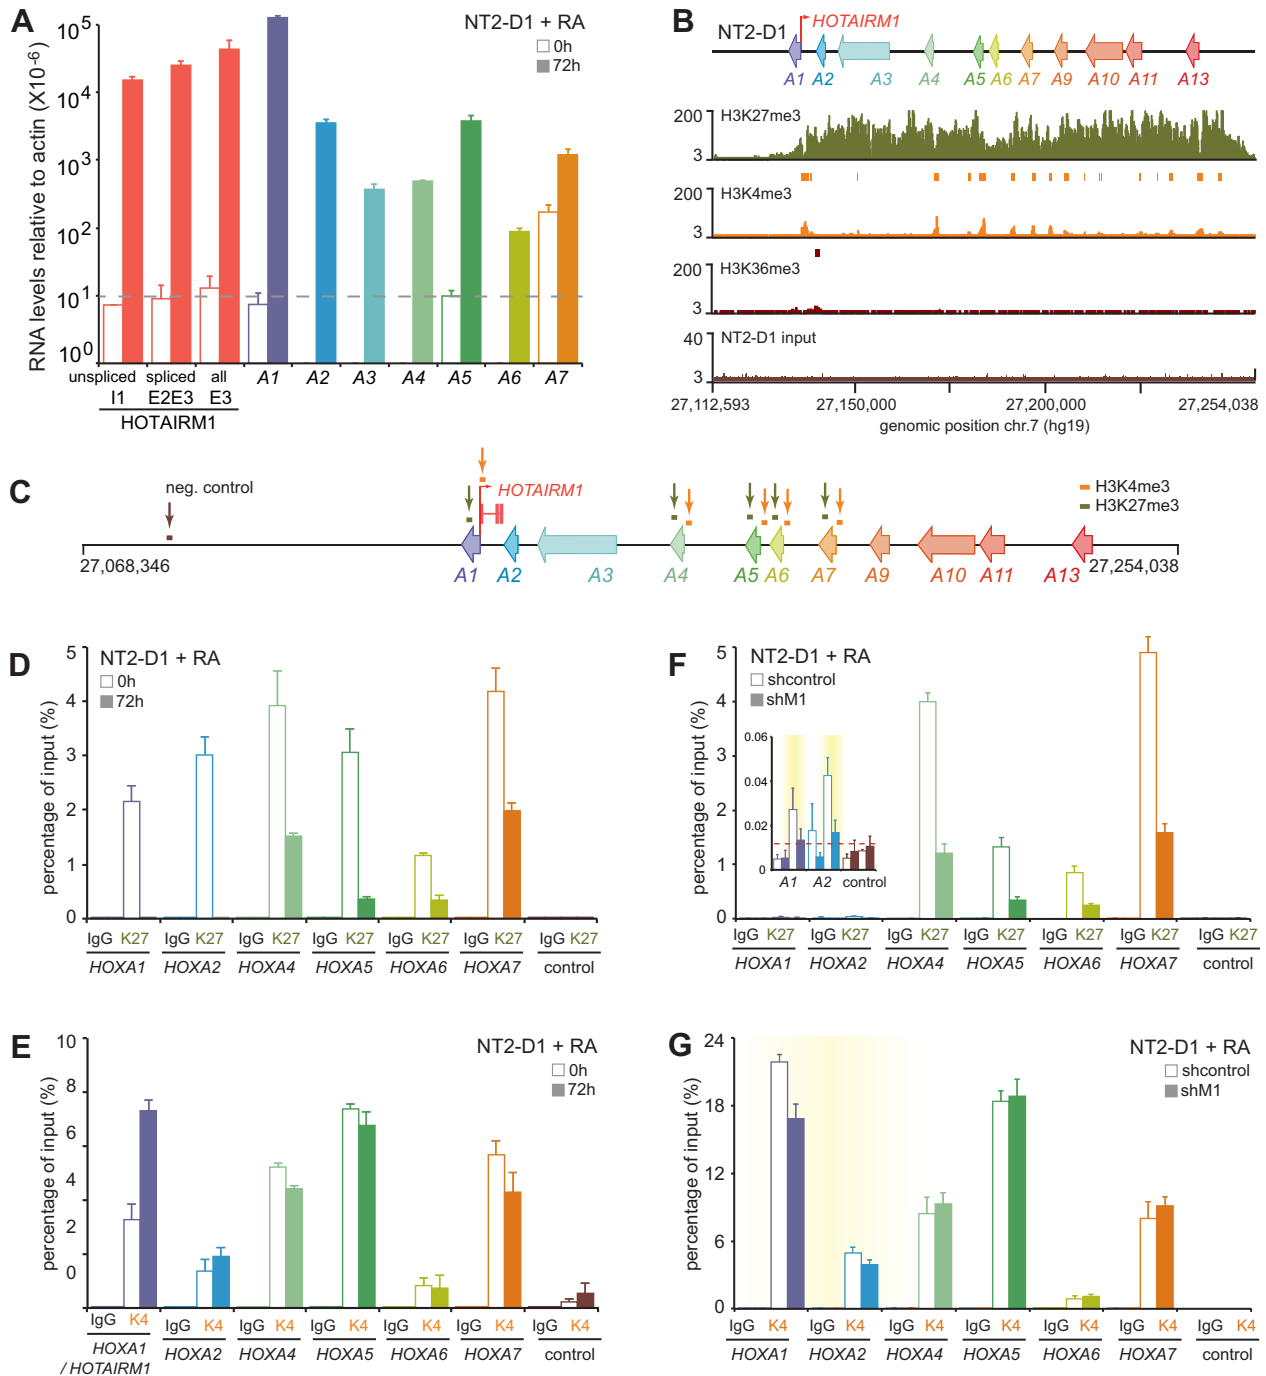 A
NT2-D1 + RA
0h
72h
RNA levels relative to actin (X10-6)
10^5
10^4
10^3
10^2
10^1
10^0
unspliced spliced all A1 A2 A3 A4 A5 A6 A7
I1 E2E3 E3
HOTAIRM1
B
NT2-D1
HOTAIRM1
A1 A2 A3 A4 A5 A6 A7 A9 A10 A11 A13
200
H3K27me3
3
200
H3K4me3
3
200
H3K36me3
3
40
NT2-D1 input
3
27,112,593 27,150,000 27,200,000 27,254,038
genomic position chr.7 (hg19)
C
neg. control
HOTAIRM1
H3K4me3
H3K27me3
27,068,346
27,254,038
A1 A2 A3 A4 A5 A6 A7 A9 A10 A11 A13
D
NT2-D1 + RA
0h
72h
percentage of input (%)
5
4
3
2
1
0
IgG K27 IgG K27 IgG K27 IgG K27 IgG K27 IgG K27 IgG K27
HOXA1 HOXA2 HOXA4 HOXA5 HOXA6 HOXA7 control
F
NT2-D1 + RA
shcontrol
shM1
percentage of input (%)
5
4
3
2
1
0
0.06
0.04
0.02
0
A1 A2 control
IgG K27 IgG K27 IgG K27 IgG K27 IgG K27 IgG K27 IgG K27
HOXA1 HOXA2 HOXA4 HOXA5 HOXA6 HOXA7 control
E
NT2-D1 + RA
0h
72h
percentage of input (%)
10
8
6
4
2
0
IgG K4 IgG K4 IgG K4 IgG K4 IgG K4 IgG K4 IgG K4
HOXA1 HOXA2 HOXA4 HOXA5 HOXA6 HOXA7 control
/ HOTAIRM1
G
NT2-D1 + RA
shcontrol
shM1
percentage of input (%)
24
18
12
6
0
IgG K4 IgG K4 IgG K4 IgG K4 IgG K4 IgG K4 IgG K4
HOXA1 HOXA2 HOXA4 HOXA5 HOXA6 HOXA7 control